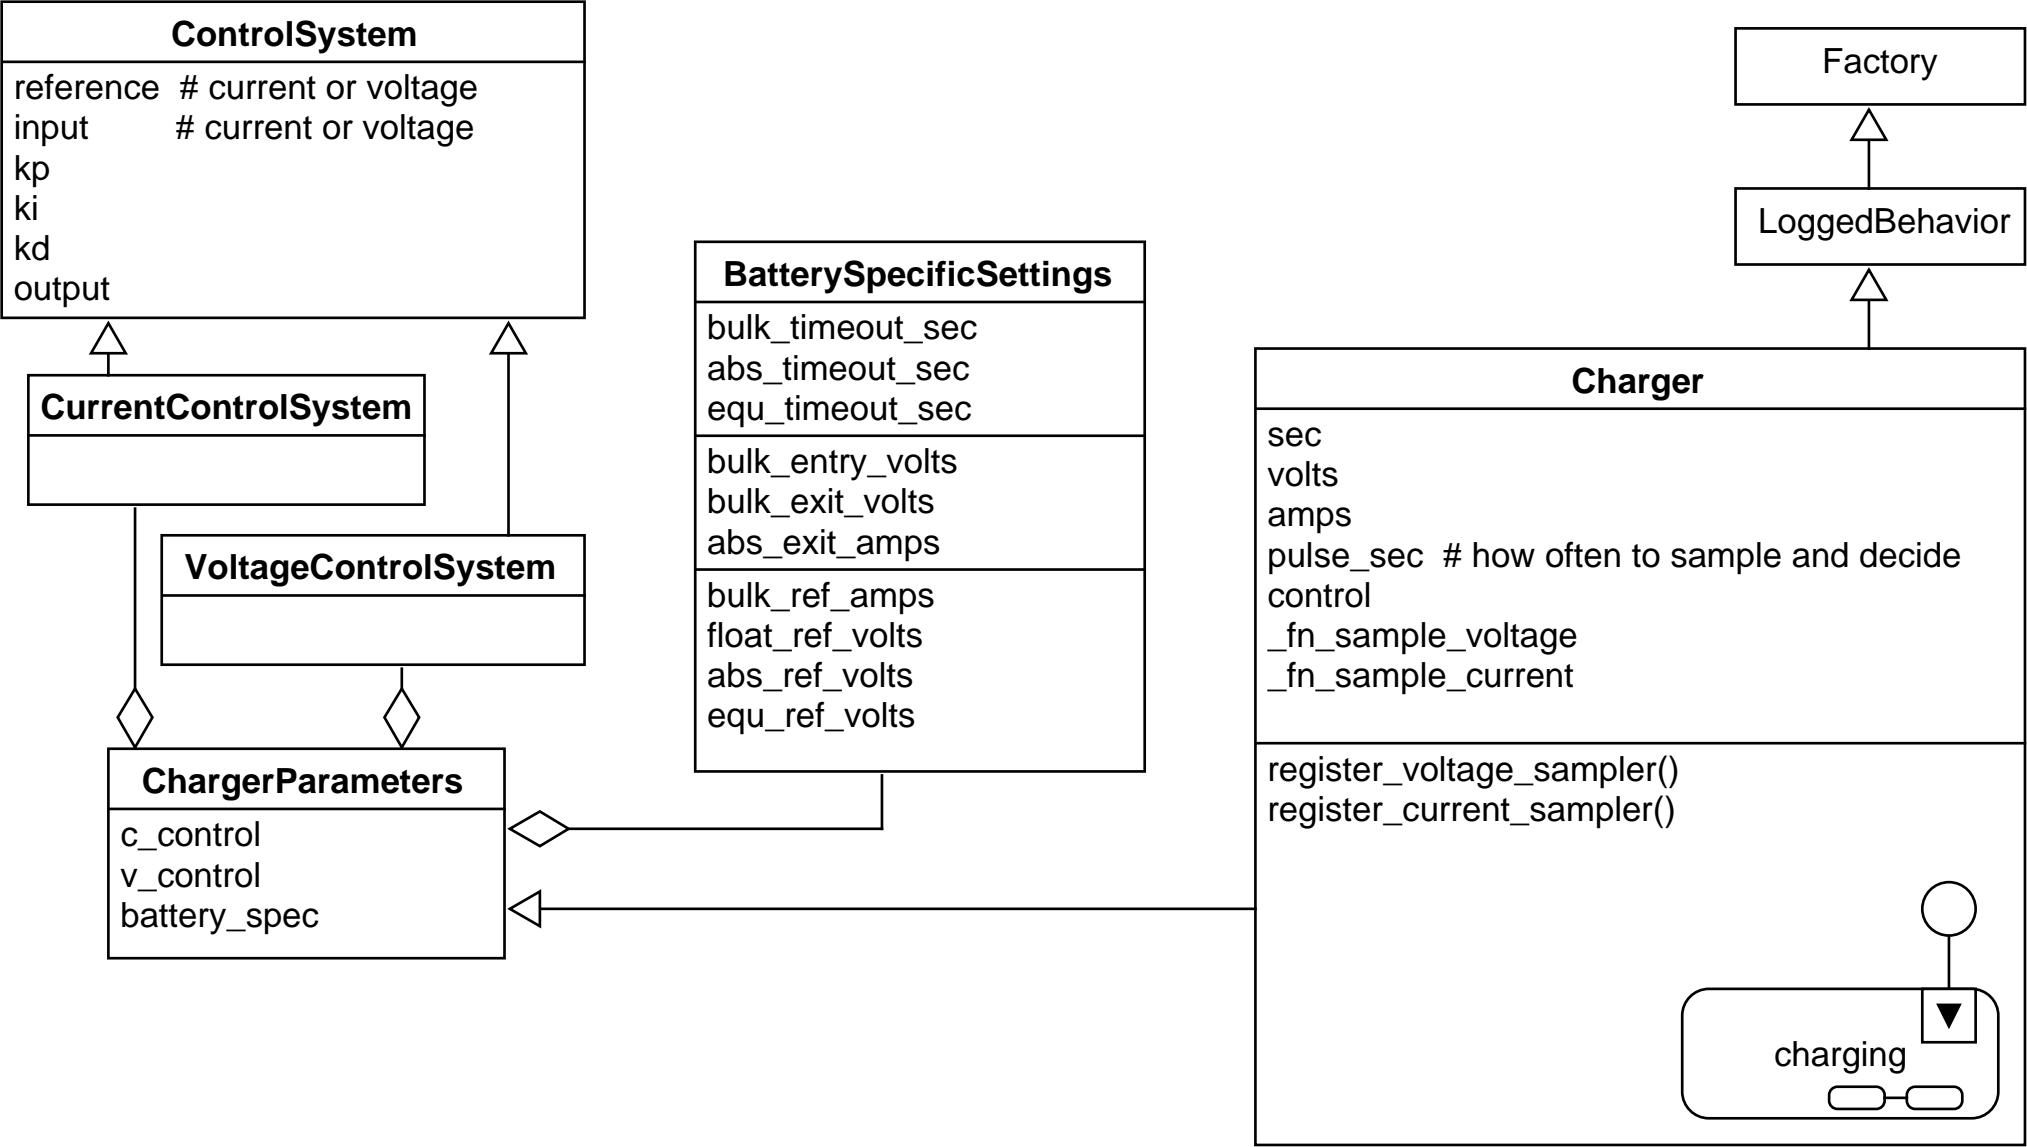 ControlSystem
reference # current or voltage
input # current or voltage
kp
ki
kd
output
CurrentControlSystem
VoltageControlSystem
ChargerParameters
c_control
v_control
battery_spec
BatterySpecificSettings
bulk_timeout_sec
abs_timeout_sec
equ_timeout_sec
bulk_entry_volts
bulk_exit_volts
abs_exit_amps
bulk_ref_amps
float_ref_volts
abs_ref_volts
equ_ref_volts
Factory
LoggedBehavior
Charger
sec
volts
amps
pulse_sec # how often to sample and decide
control
_fn_sample_voltage
_fn_sample_current
register_voltage_sampler()
register_current_sampler()
charging